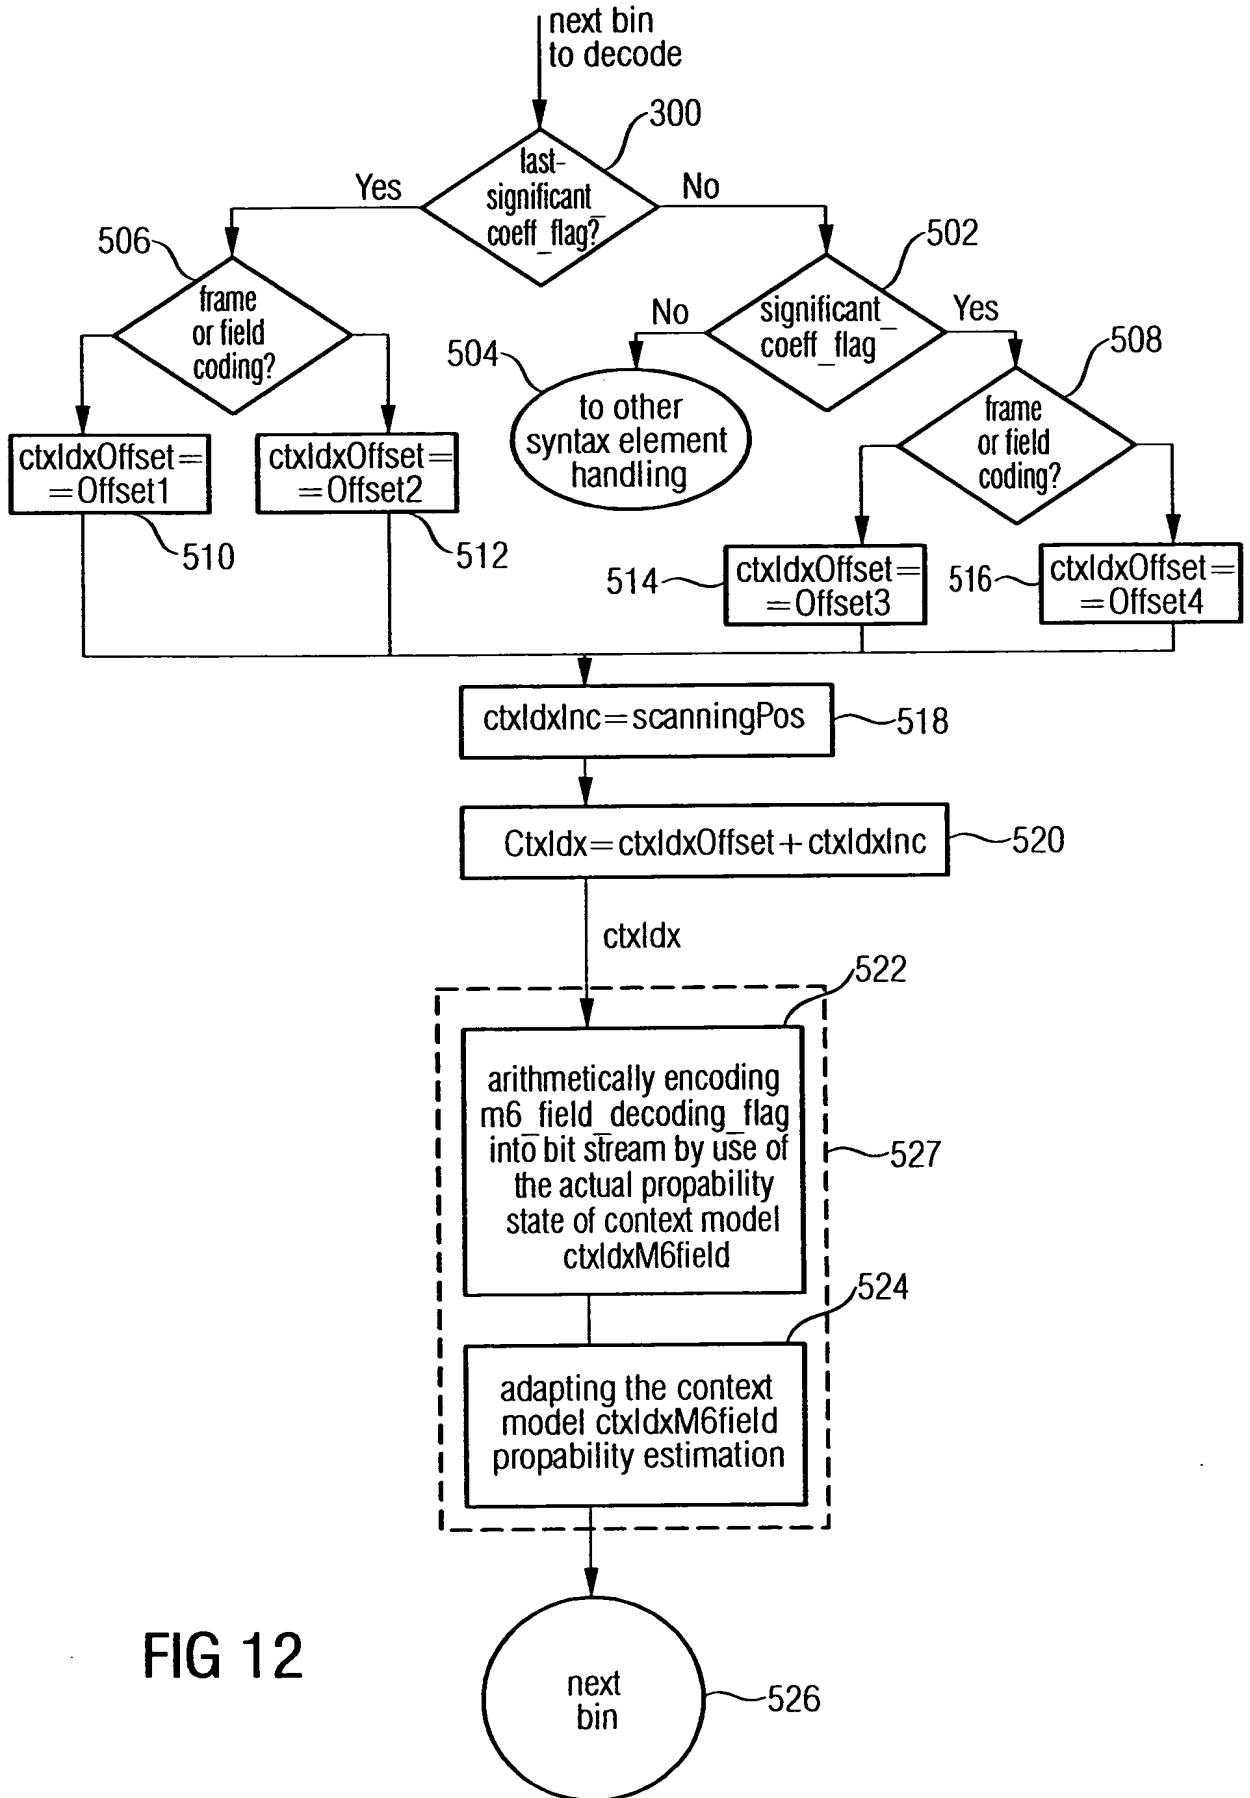 next bin
to decode
300
last-
significant_
coeff_flag?
Yes
No
506
502
frame
or field
coding?
significant_
coeff_flag
No
Yes
504
508
to other
syntax element
handling
frame
or field
coding?
ctxIdxOffset=
=Offset1
ctxIdxOffset=
=Offset2
510
512
514
ctxIdxOffset=
=Offset3
516
ctxIdxOffset=
=Offset4
ctxIdxInc=scanningPos
518
CtxIdx=ctxIdxOffset+ctxIdxInc
520
ctxIdx
522
arithmetically encoding
m6_field_decoding_flag
into bit stream by use of
the actual propability
state of context model
ctxIdxM6field
527
524
adapting the context
model ctxIdxM6field
propability estimation
next
bin
526
FIG 12